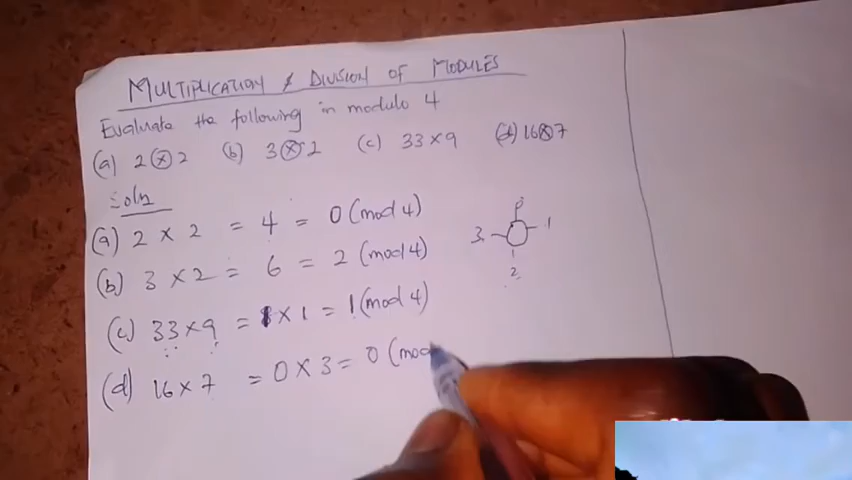 MULTIPLICATION & DIVISION OF MODULES
Evaluate the following in modulo 4
(a) 2 ⊗ 2 (b) 3 ⊗ 2 (c) 33 × 9 (d) 16 ⊗ 7
Soln
(a) 2 × 2 = 4 = 0 (mod 4)
(b) 3 × 2 = 6 = 2 (mod 4)
(c) 33 × 9 = 1 × 1 = 1 (mod 4)
(d) 16 × 7 = 0 × 3 = 0 (mod
0
3 1
2